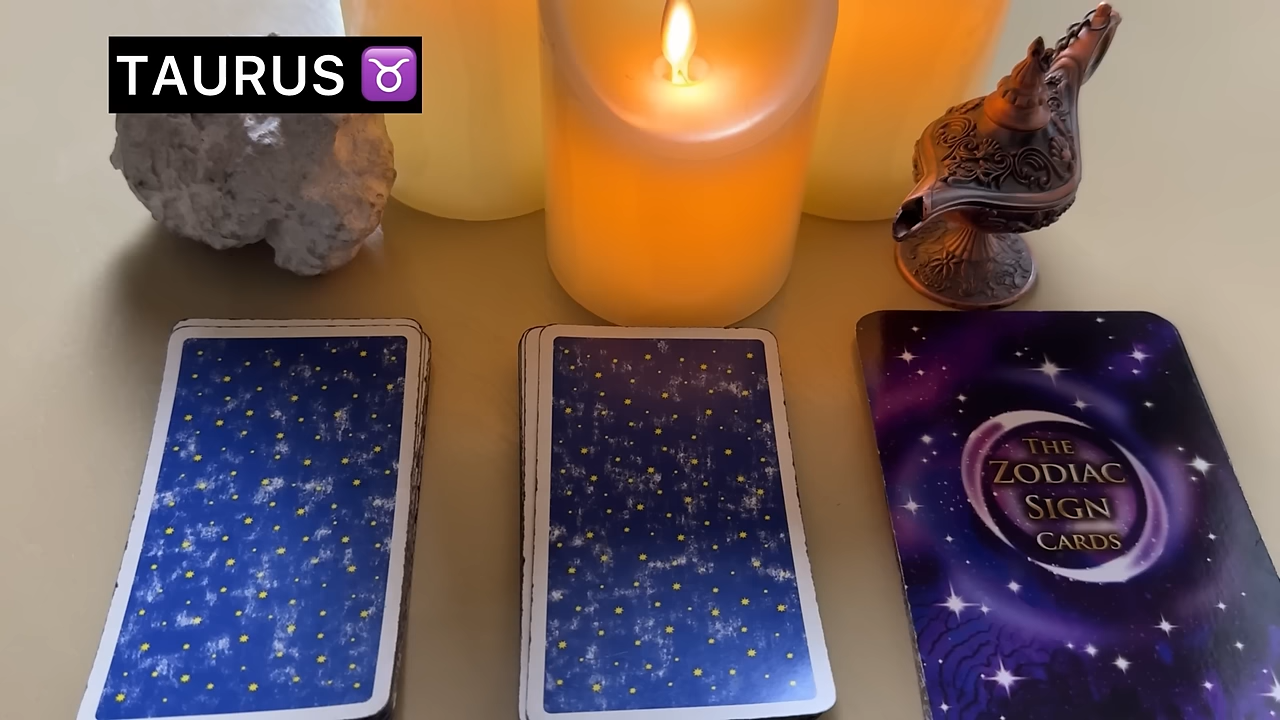 TAURUS ♉
THE
ZODIAC
SIGN
CARDS